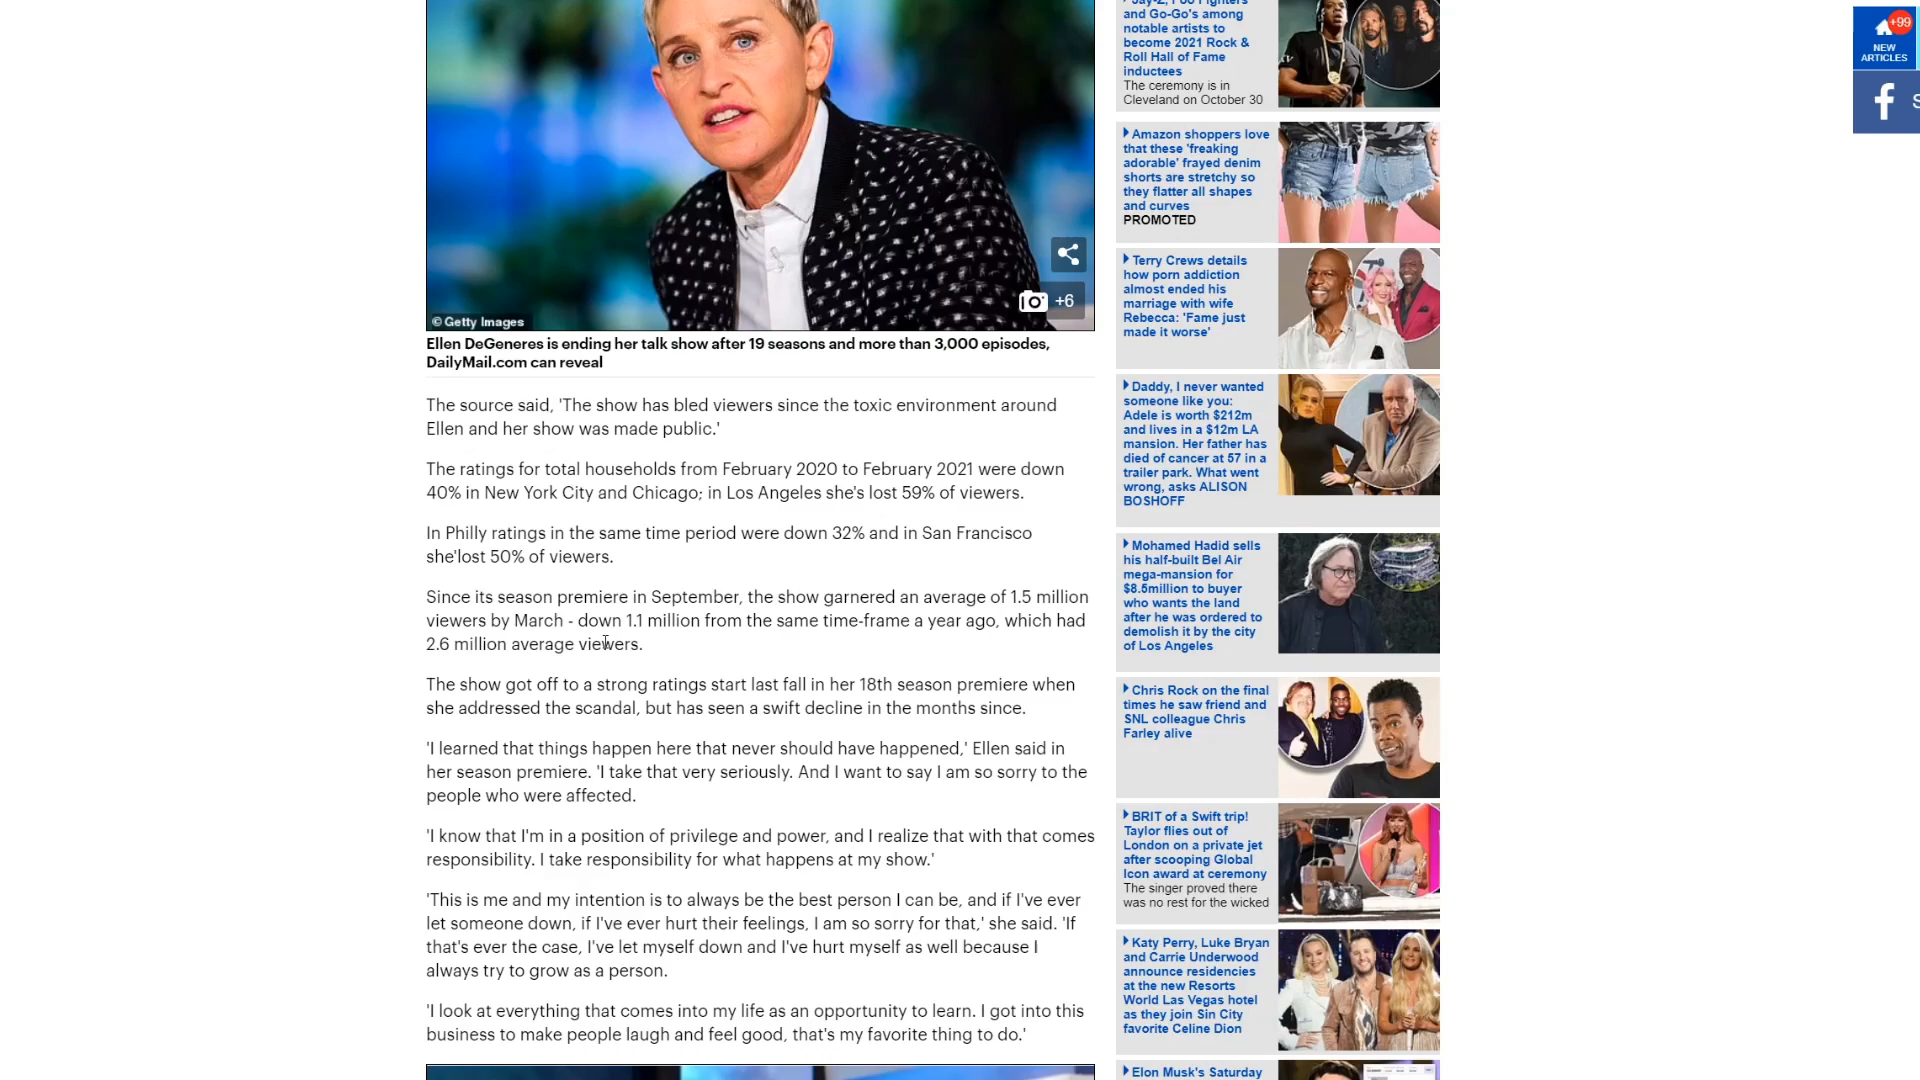 © Getty Images
+6
Ellen DeGeneres is ending her talk show after 19 seasons and more than 3,000 episodes,
DailyMail.com can reveal
The source said, 'The show has bled viewers since the toxic environment around
Ellen and her show was made public.'
The ratings for total households from February 2020 to February 2021 were down
40% in New York City and Chicago; in Los Angeles she's lost 59% of viewers.
In Philly ratings in the same time period were down 32% and in San Francisco
she'lost 50% of viewers.
Since its season premiere in September, the show garnered an average of 1.5 million
viewers by March - down 1.1 million from the same time-frame a year ago, which had
2.6 million average viewers.
The show got off to a strong ratings start last fall in her 18th season premiere when
she addressed the scandal, but has seen a swift decline in the months since.
'I learned that things happen here that never should have happened,' Ellen said in
her season premiere. 'I take that very seriously. And I want to say I am so sorry to the
people who were affected.
'I know that I'm in a position of privilege and power, and I realize that with that comes
responsibility. I take responsibility for what happens at my show.'
'This is me and my intention is to always be the best person I can be, and if I've ever
let someone down, if I've ever hurt their feelings, I am so sorry for that,' she said. 'If
that's ever the case, I've let myself down and I've hurt myself as well because I
always try to grow as a person.
'I look at everything that comes into my life as an opportunity to learn. I got into this
business to make people laugh and feel good, that's my favorite thing to do.'
Jay-Z, Foo Fighters
and Go-Go's among
notable artists to
become 2021 Rock &
Roll Hall of Fame
inductees
The ceremony is in
Cleveland on October 30
Amazon shoppers love
that these 'freaking
adorable' frayed denim
shorts are stretchy so
they flatter all shapes
and curves
PROMOTED
Terry Crews details
how porn addiction
almost ended his
marriage with wife
Rebecca: 'Fame just
made it worse'
Daddy, I never wanted
someone like you:
Adele is worth $212m
and lives in a $12m LA
mansion. Her father has
died of cancer at 57 in a
trailer park. What went
wrong, asks ALISON
BOSHOFF
Mohamed Hadid sells
his half-built Bel Air
mega-mansion for
$8.5million to buyer
who wants the land
after he was ordered to
demolish it by the city
of Los Angeles
Chris Rock on the final
times he saw friend and
SNL colleague Chris
Farley alive
BRIT of a Swift trip!
Taylor flies out of
London on a private jet
after scooping Global
Icon award at ceremony
The singer proved there
was no rest for the wicked
Katy Perry, Luke Bryan
and Carrie Underwood
announce residencies
at the new Resorts
World Las Vegas hotel
as they join Sin City
favorite Celine Dion
Elon Musk's Saturday
+99
NEW
ARTICLES
f